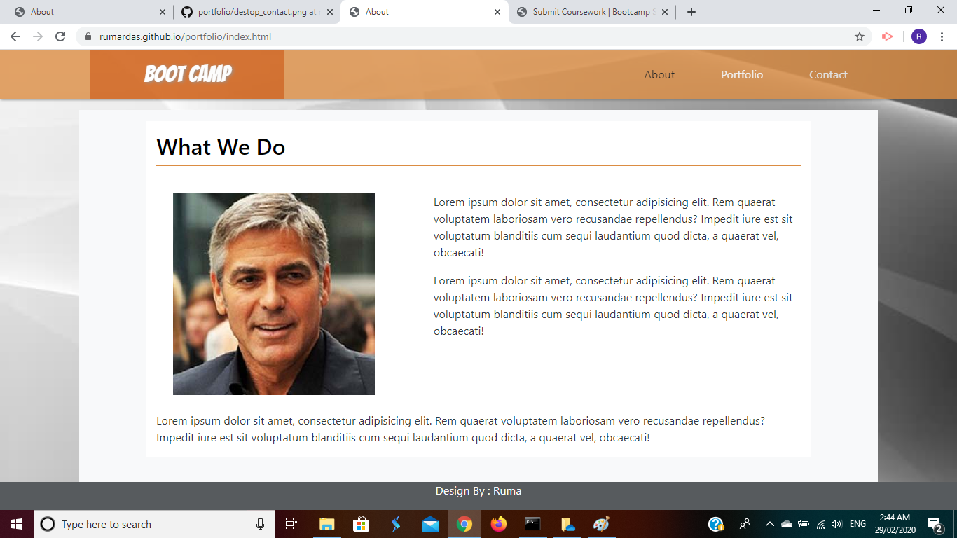 About
portfolio/destop_contact.png at
About
Submit Coursework | Bootcamp
rumardas.github.io/portfolio/index.html
R
BOOT CAMP
About
Portfolio
Contact
What We Do
Lorem ipsum dolor sit amet, consectetur adipisicing elit. Rem quaerat
voluptatem laboriosam vero recusandae repellendus? Impedit iure est sit
voluptatum blanditiis cum sequi laudantium quod dicta, a quaerat vel,
obcaecati!
Lorem ipsum dolor sit amet, consectetur adipisicing elit. Rem quaerat
voluptatem laboriosam vero recusandae repellendus? Impedit iure est sit
voluptatum blanditiis cum sequi laudantium quod dicta, a quaerat vel,
obcaecati!
Lorem ipsum dolor sit amet, consectetur adipisicing elit. Rem quaerat voluptatem laboriosam vero recusandae repellendus?
Impedit iure est sit voluptatum blanditiis cum sequi laudantium quod dicta, a quaerat vel, obcaecati!
Design By : Ruma
Type here to search
ENG
2:44 AM
29/02/2020
2